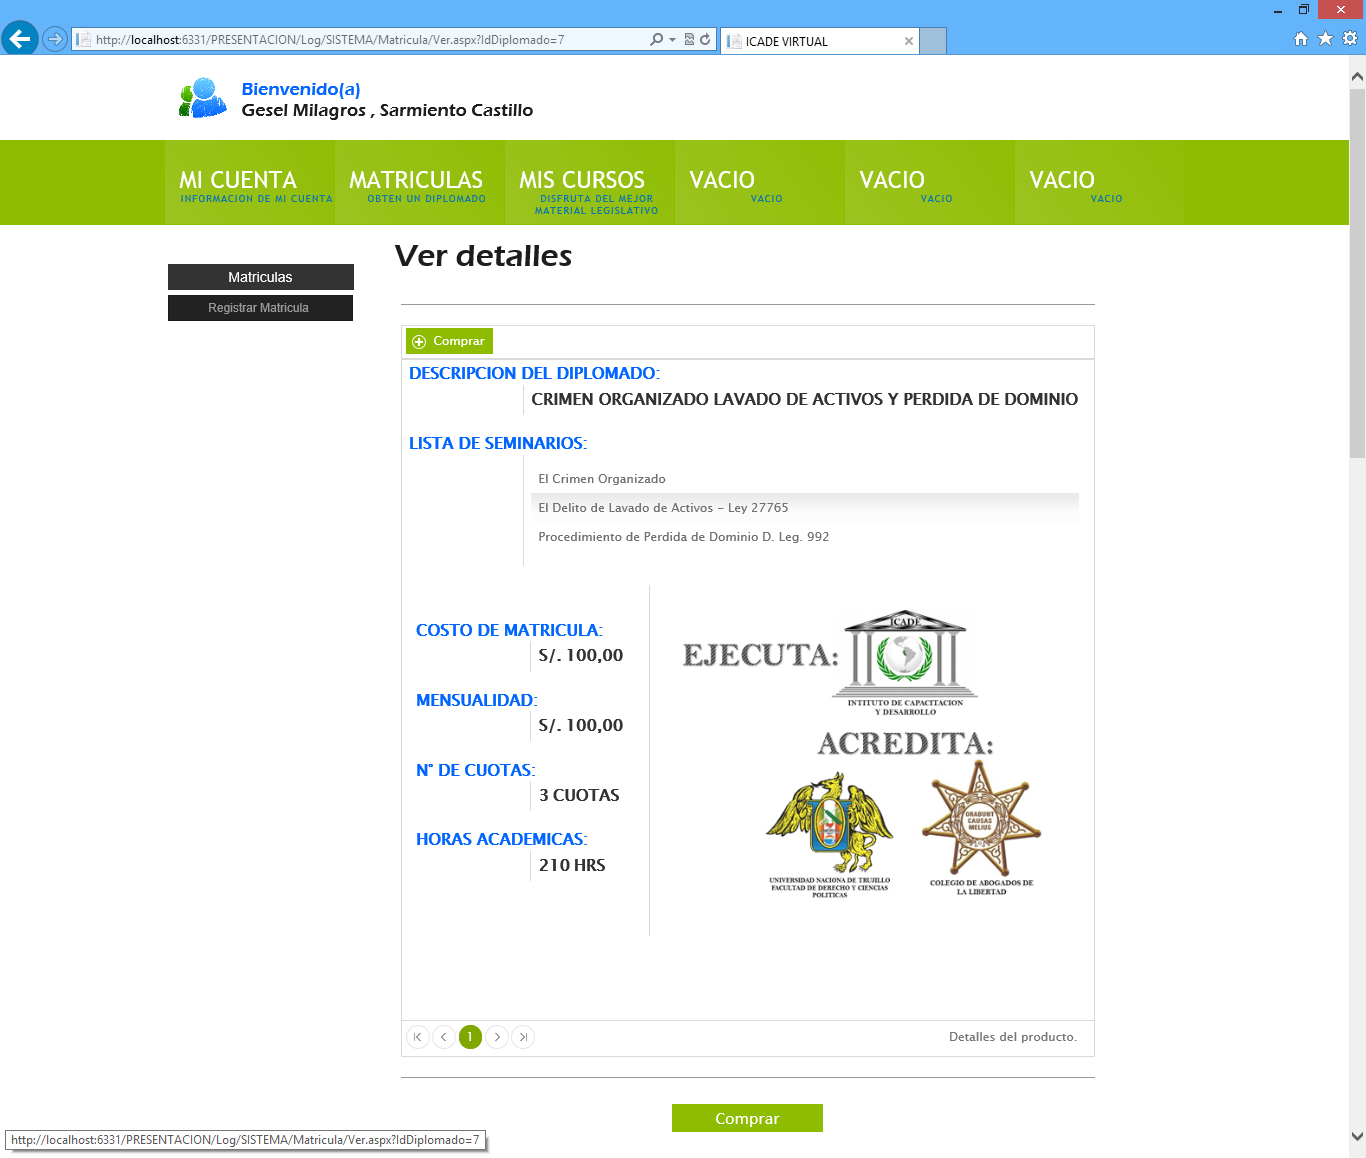 http://localhost:6331/PRESENTACION/Log/SISTEMA/Matricula/Ver.aspx?IdDiplomado=7
ICADE VIRTUAL
Bienvenido(a)
Gesel Milagros , Sarmiento Castillo
MI CUENTA
INFORMACION DE MI CUENTA
MATRICULAS
OBTEN UN DIPLOMADO
MIS CURSOS
DISFRUTA DEL MEJOR
MATERIAL LEGISLATIVO
VACIO
VACIO
VACIO
VACIO
VACIO
VACIO
Ver detalles
Matriculas
Registrar Matricula
Comprar
DESCRIPCION DEL DIPLOMADO:
CRIMEN ORGANIZADO LAVADO DE ACTIVOS Y PERDIDA DE DOMINIO
LISTA DE SEMINARIOS:
El Crimen Organizado
El Delito de Lavado de Activos - Ley 27765
Procedimiento de Perdida de Dominio D. Leg. 992
COSTO DE MATRICULA:
S/. 100,00
MENSUALIDAD:
S/. 100,00
N° DE CUOTAS:
3 CUOTAS
HORAS ACADEMICAS:
210 HRS
EJECUTA:
ICADE
INTITUTO DE CAPACITACION
Y DESARROLLO
ACREDITA:
UNIVERSIDAD NACIONA DE TRUJILLO
FACULTAD DE DERECHO Y CIENCIAS
POLITICAS
ORABUNT
CAUSAS
MELIUS
COLEGIO DE ABOGADOS DE
LA LIBERTAD
1
Detalles del producto.
Comprar
http://localhost:6331/PRESENTACION/Log/SISTEMA/Matricula/Ver.aspx?IdDiplomado=7